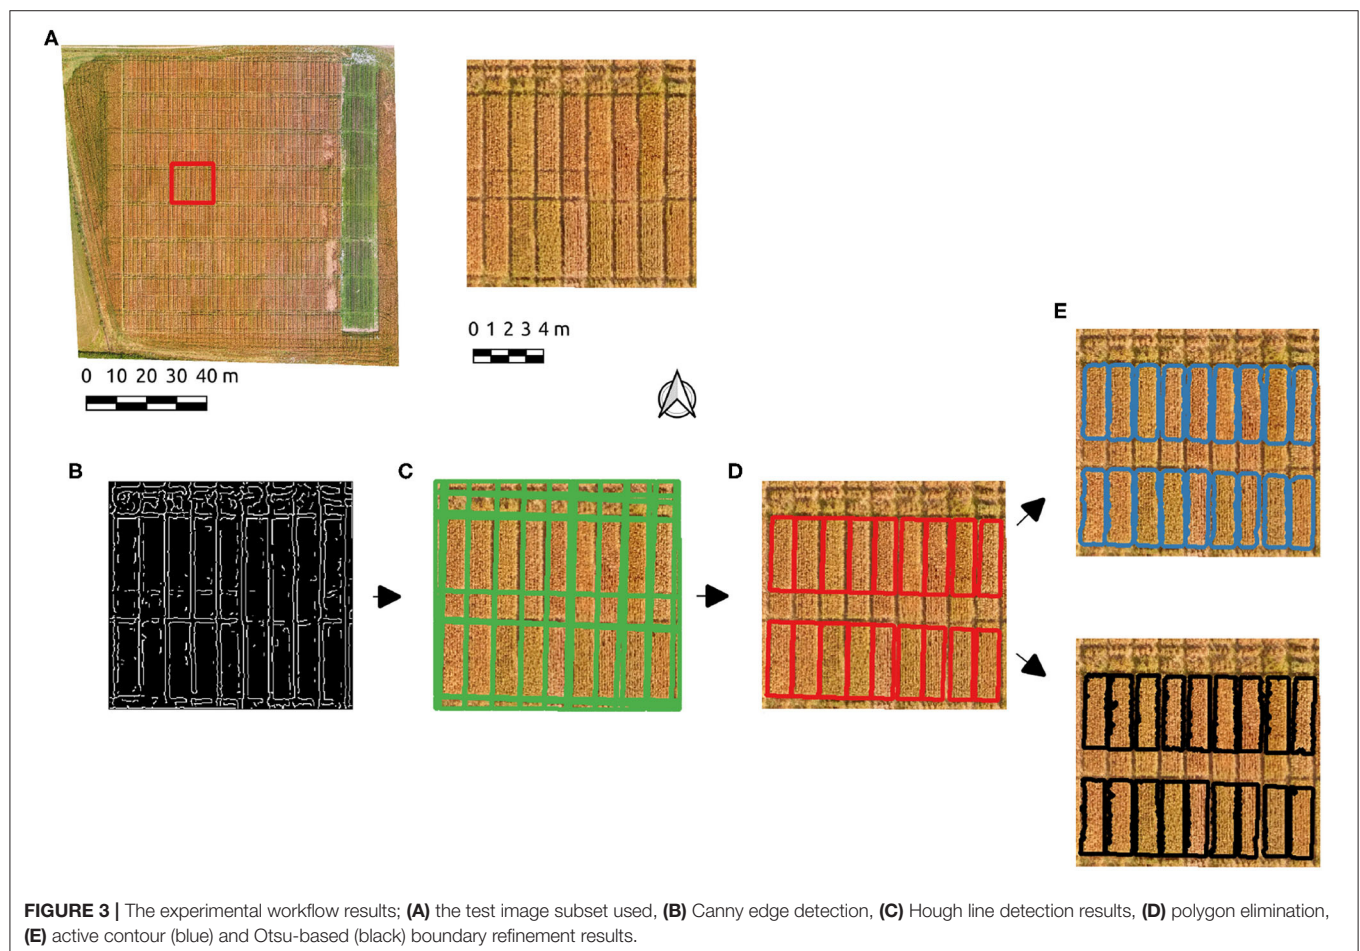 A
0 10 20 30 40 m
0 1 2 3 4 m
B
C
D
E
FIGURE 3 | The experimental workflow results; (A) the test image subset used, (B) Canny edge detection, (C) Hough line detection results, (D) polygon elimination,
(E) active contour (blue) and Otsu-based (black) boundary refinement results.